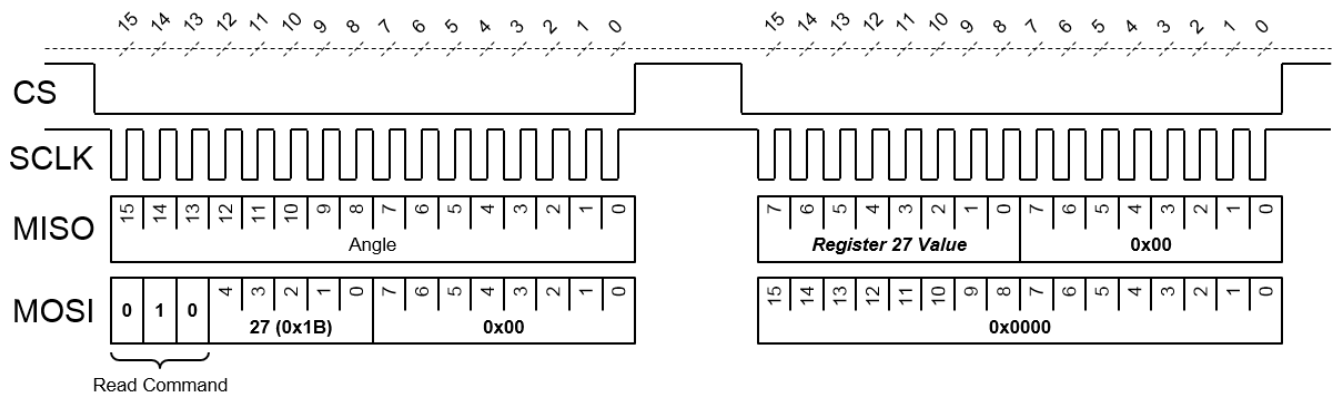 15 14 13 12 11 10 9 8 7 6 5 4 3 2 1 0 15 14 13 12 11 10 9 8 7 6 5 4 3 2 1 0
CS
SCLK
MISO 15 14 13 12 11 10 9 8 7 6 5 4 3 2 1 0 7 6 5 4 3 2 1 0 7 6 5 4 3 2 1 0
Angle Register 27 Value 0x00
MOSI 0 1 0 4 3 2 1 0 7 6 5 4 3 2 1 0 15 14 13 12 11 10 9 8 7 6 5 4 3 2 1 0
27 (0x1B) 0x00 0x0000
Read Command